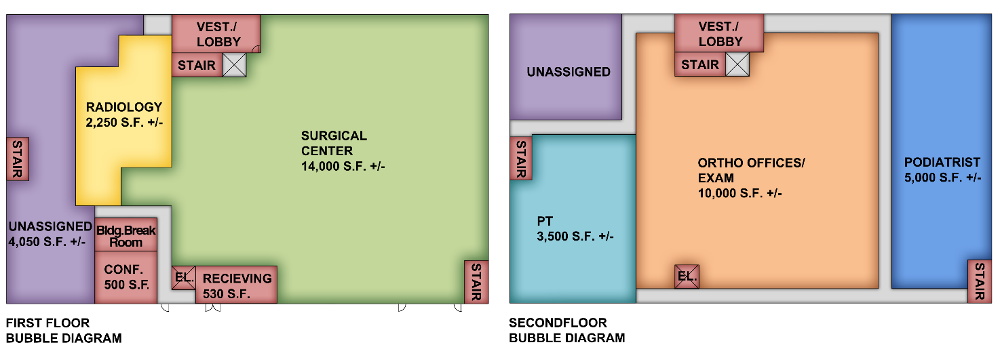 VEST./
LOBBY
STAIR
RADIOLOGY
2,250 S.F. +/-
SURGICAL
CENTER
14,000 S.F. +/-
STAIR
UNASSIGNED
4,050 S.F. +/-
Bldg.Break
Room
CONF.
500 S.F.
EL.
RECIEVING
530 S.F.
STAIR
FIRST FLOOR
BUBBLE DIAGRAM
VEST./
LOBBY
STAIR
UNASSIGNED
STAIR
ORTHO OFFICES/
EXAM
10,000 S.F. +/-
PODIATRIST
5,000 S.F. +/-
PT
3,500 S.F. +/-
EL.
STAIR
SECONDFLOOR
BUBBLE DIAGRAM